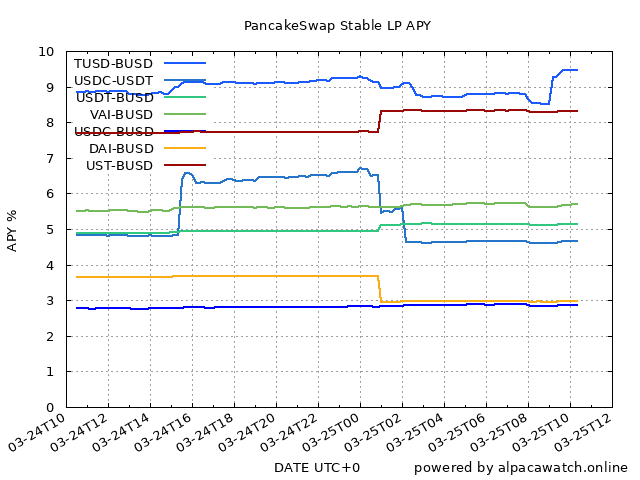 PancakeSwap Stable LP APY
10
9
8
7
6
5
4
3
2
1
0
APY %
TUSD-BUSD
USDC-USDT
USDT-BUSD
VAI-BUSD
USDC-BUSD
DAI-BUSD
UST-BUSD
03-24T10
03-24T12
03-24T14
03-24T16
03-24T18
03-24T20
03-24T22
03-25T00
03-25T02
03-25T04
03-25T06
03-25T08
03-25T10
03-25T12
DATE UTC+0
powered by alpacawatch.online